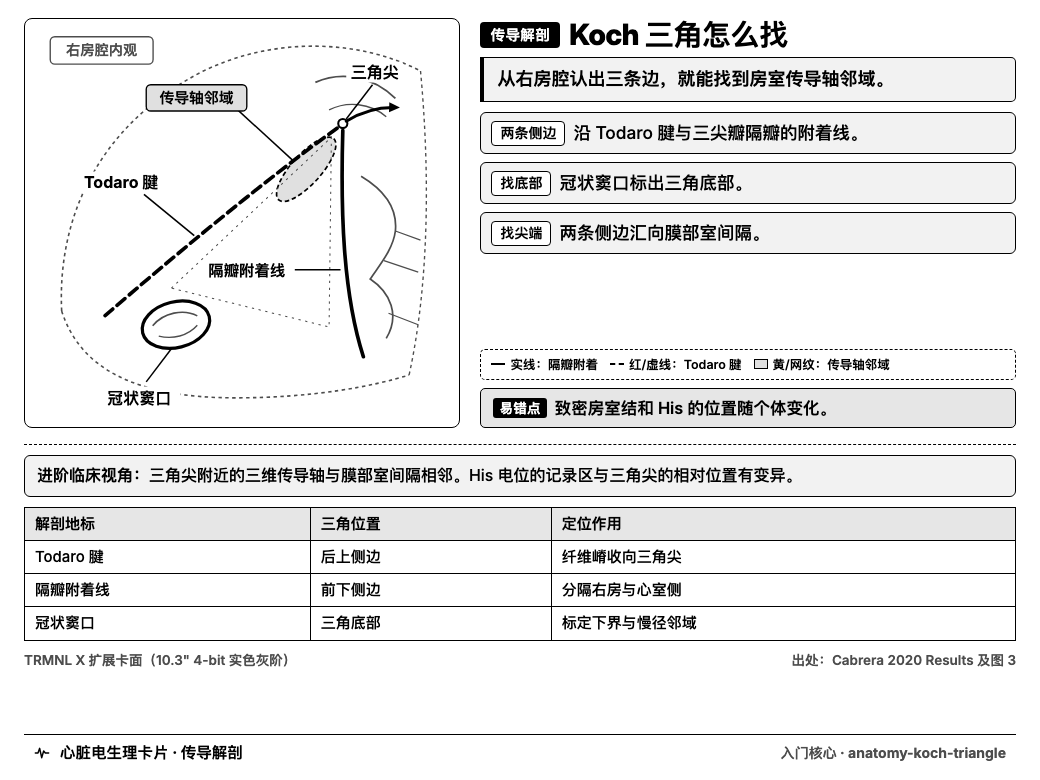 右房腔内观
三角尖
传导轴邻域
Todaro 腱
隔瓣附着线
冠状窦口
传导解剖 Koch 三角怎么找
从右房腔认出三条边，就能找到房室传导轴邻域。
两条侧边 沿 Todaro 腱与三尖瓣隔瓣的附着线。
找底部 冠状窦口标出三角底部。
找尖端 两条侧边汇向膜部室间隔。
实线：隔瓣附着 红/虚线：Todaro 腱 黄/网纹：传导轴邻域
易错点 致密房室结和 His 的位置随个体变化。
进阶临床视角：三角尖附近的三维传导轴与膜部室间隔相邻。His 电位的记录区与三角尖的相对位置有变异。
解剖地标 三角位置 定位作用
Todaro 腱 后上侧边 纤维嵴收向三角尖
隔瓣附着线 前下侧边 分隔右房与心室侧
冠状窦口 三角底部 标定下界与慢径邻域
TRMNL X 扩展卡面（10.3" 4-bit 实色灰阶） 出处：Cabrera 2020 Results 及图 3
心脏电生理卡片 · 传导解剖 入门核心 · anatomy-koch-triangle